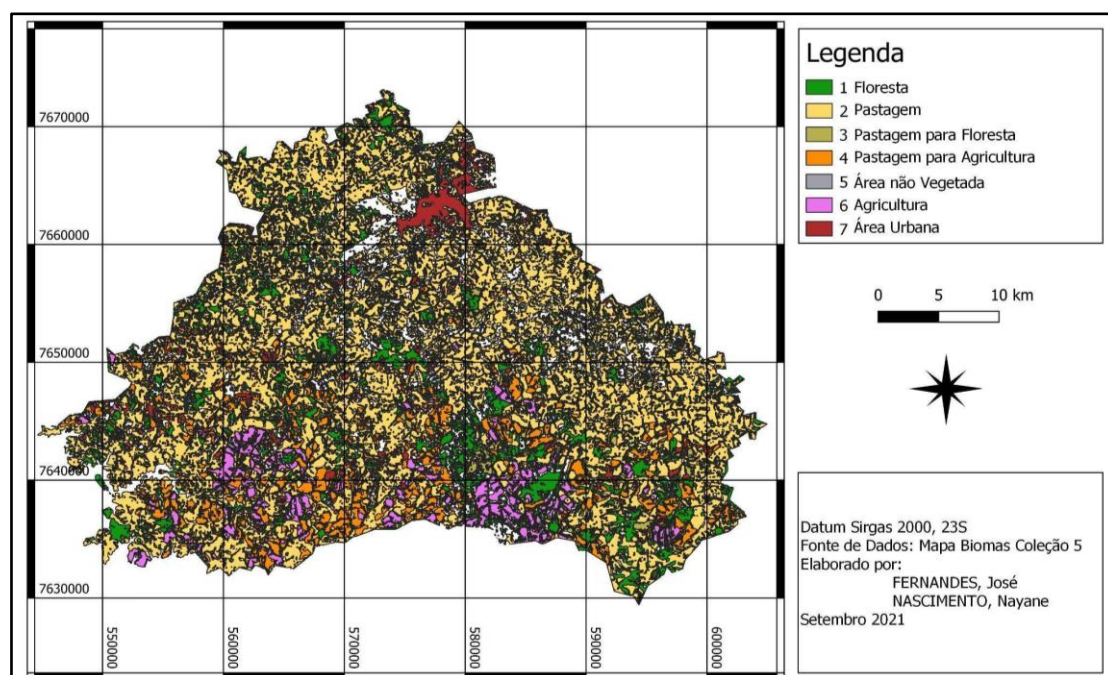 7670000
7660000
7650000
7640000
7630000
550000
560000
570000
580000
590000
600000
Legenda
1 Floresta
2 Pastagem
3 Pastagem para Floresta
4 Pastagem para Agricultura
5 Área não Vegetada
6 Agricultura
7 Área Urbana
0 5 10 km
Datum Sirgas 2000, 23S
Fonte de Dados: Mapa Biomas Coleção 5
Elaborado por:
FERNANDES, José
NASCIMENTO, Nayane
Setembro 2021